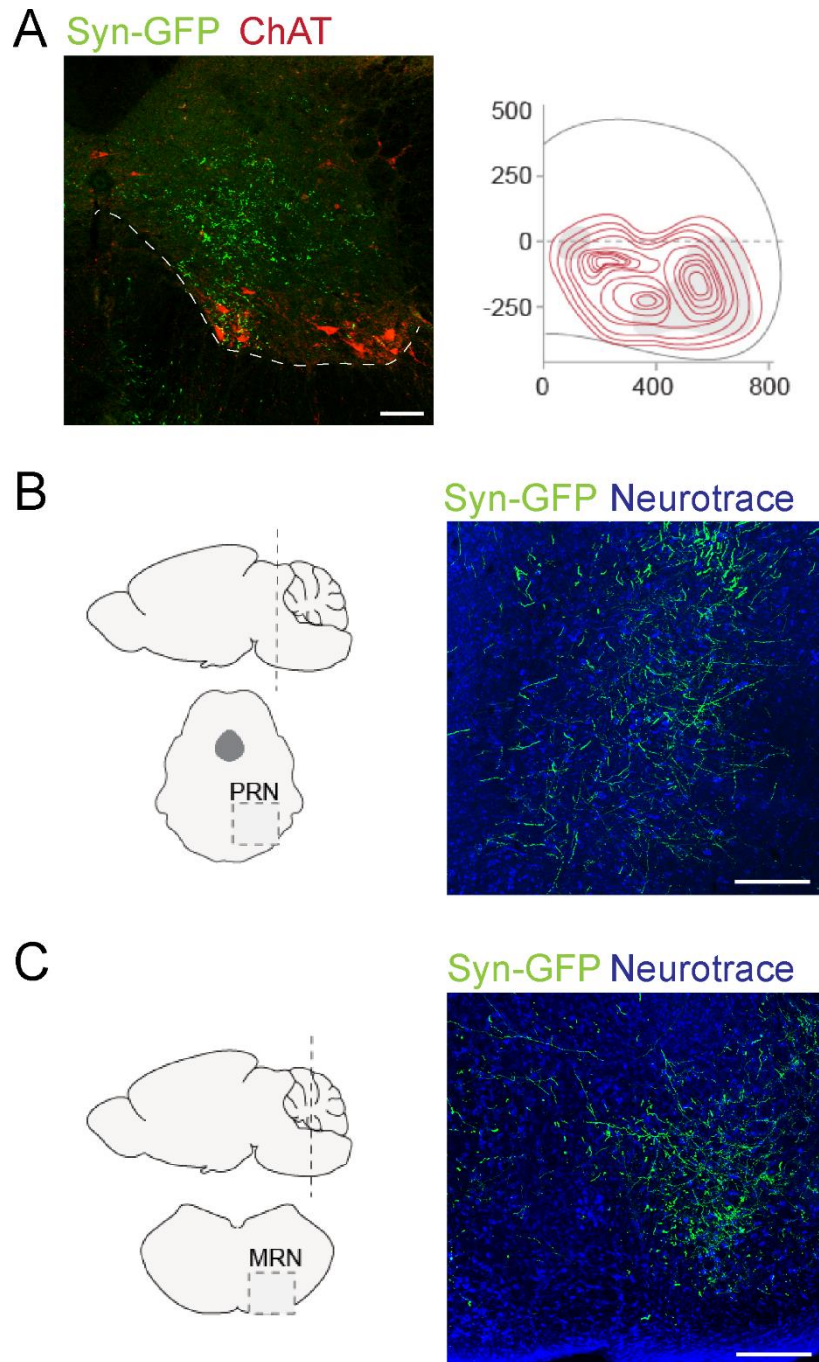 A
Syn-GFP ChAT
500
250
0
-250
0 400 800
B
Syn-GFP Neurotrace
PRN
C
Syn-GFP Neurotrace
MRN